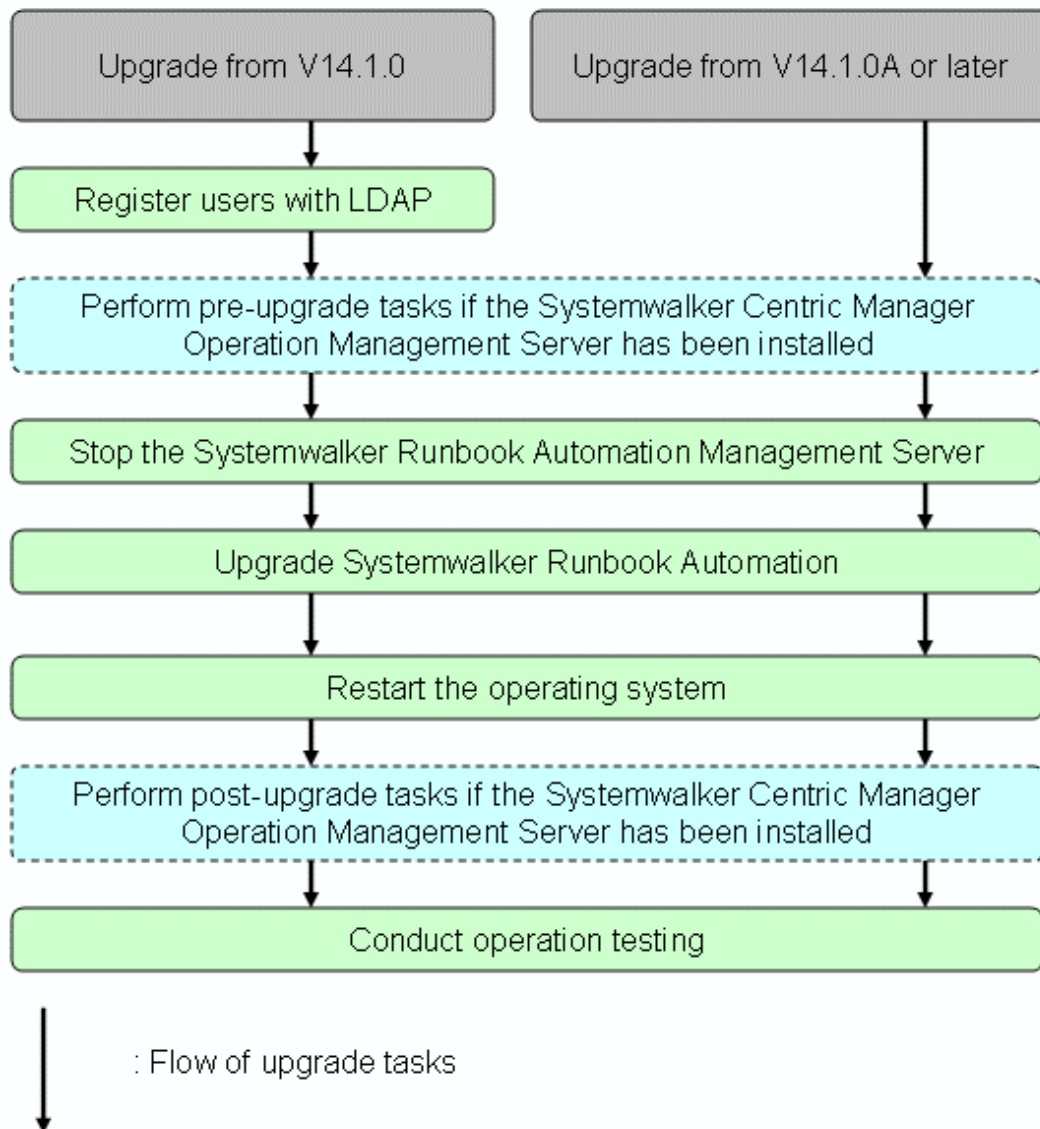 Upgrade from V14.1.0
Upgrade from V14.1.0A or later
Register users with LDAP
Perform pre-upgrade tasks if the Systemwalker Centric Manager
Operation Management Server has been installed
Stop the Systemwalker Runbook Automation Management Server
Upgrade Systemwalker Runbook Automation
Restart the operating system
Perform post-upgrade tasks if the Systemwalker Centric Manager
Operation Management Server has been installed
Conduct operation testing
: Flow of upgrade tasks